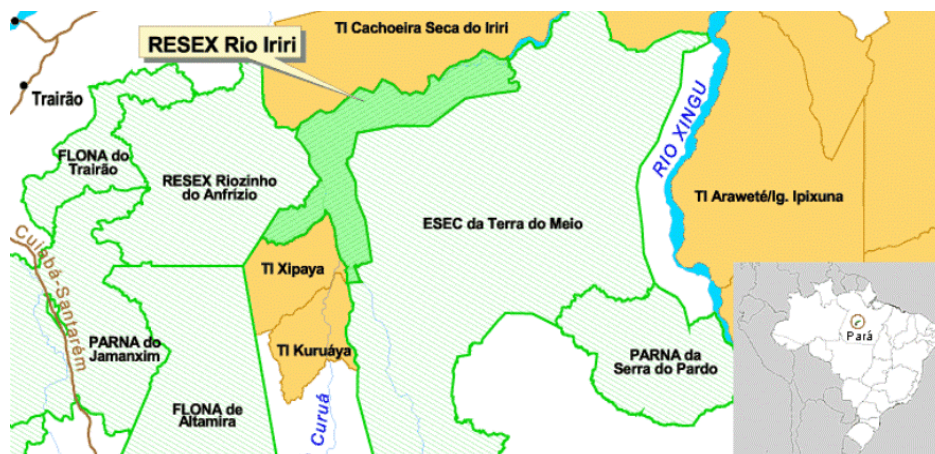 TI Cachoeira Seca do Iriri
RESEX Rio Iriri
Trairão
FLONA do
Trairão
RESEX Riozinho
do Anfrízio
RIO XINGU
TI Araweté/Ig. Ipixuna
ESEC da Terra do Meio
Cuiabá-Santarém
TI Xipaya
TI Kuruáya
PARNA do
Jamanxim
FLONA de
Altamira
Curuá
PARNA da
Serra do Pardo
Pará